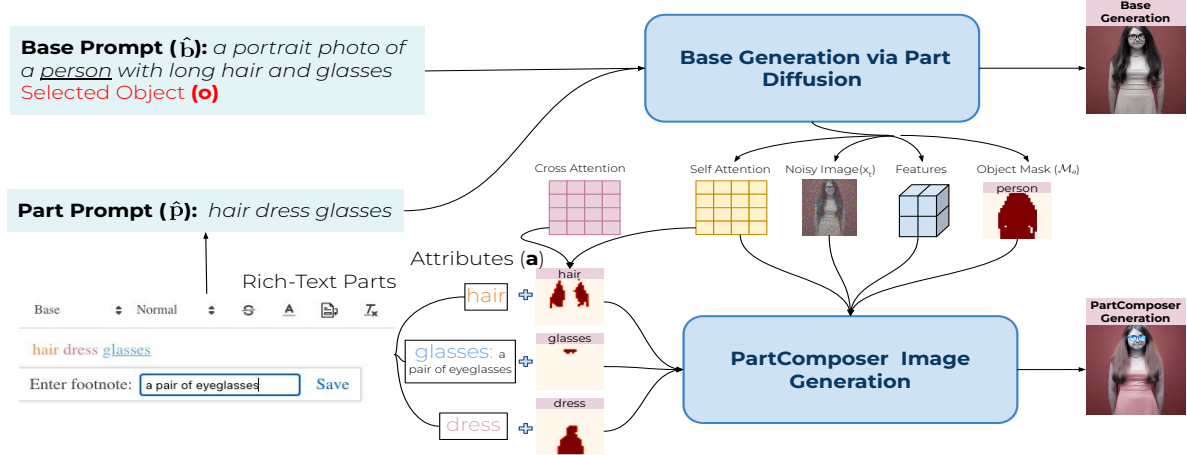 Base Prompt (b̂): a portrait photo of
a person with long hair and glasses
Selected Object (o)
Base Generation via Part
Diffusion
Base
Generation
Cross Attention
Self Attention
Noisy Image(xt)
Features
Object Mask (Mo)
person
Part Prompt (p̂): hair dress glasses
Attributes (a)
Rich-Text Parts
Base
Normal
S
A
Tx
hair dress glasses
Enter footnote:
a pair of eyeglasses
Save
hair
hair
glasses: a
pair of eyeglasses
glasses
dress
dress
PartComposer Image
Generation
PartComposer
Generation